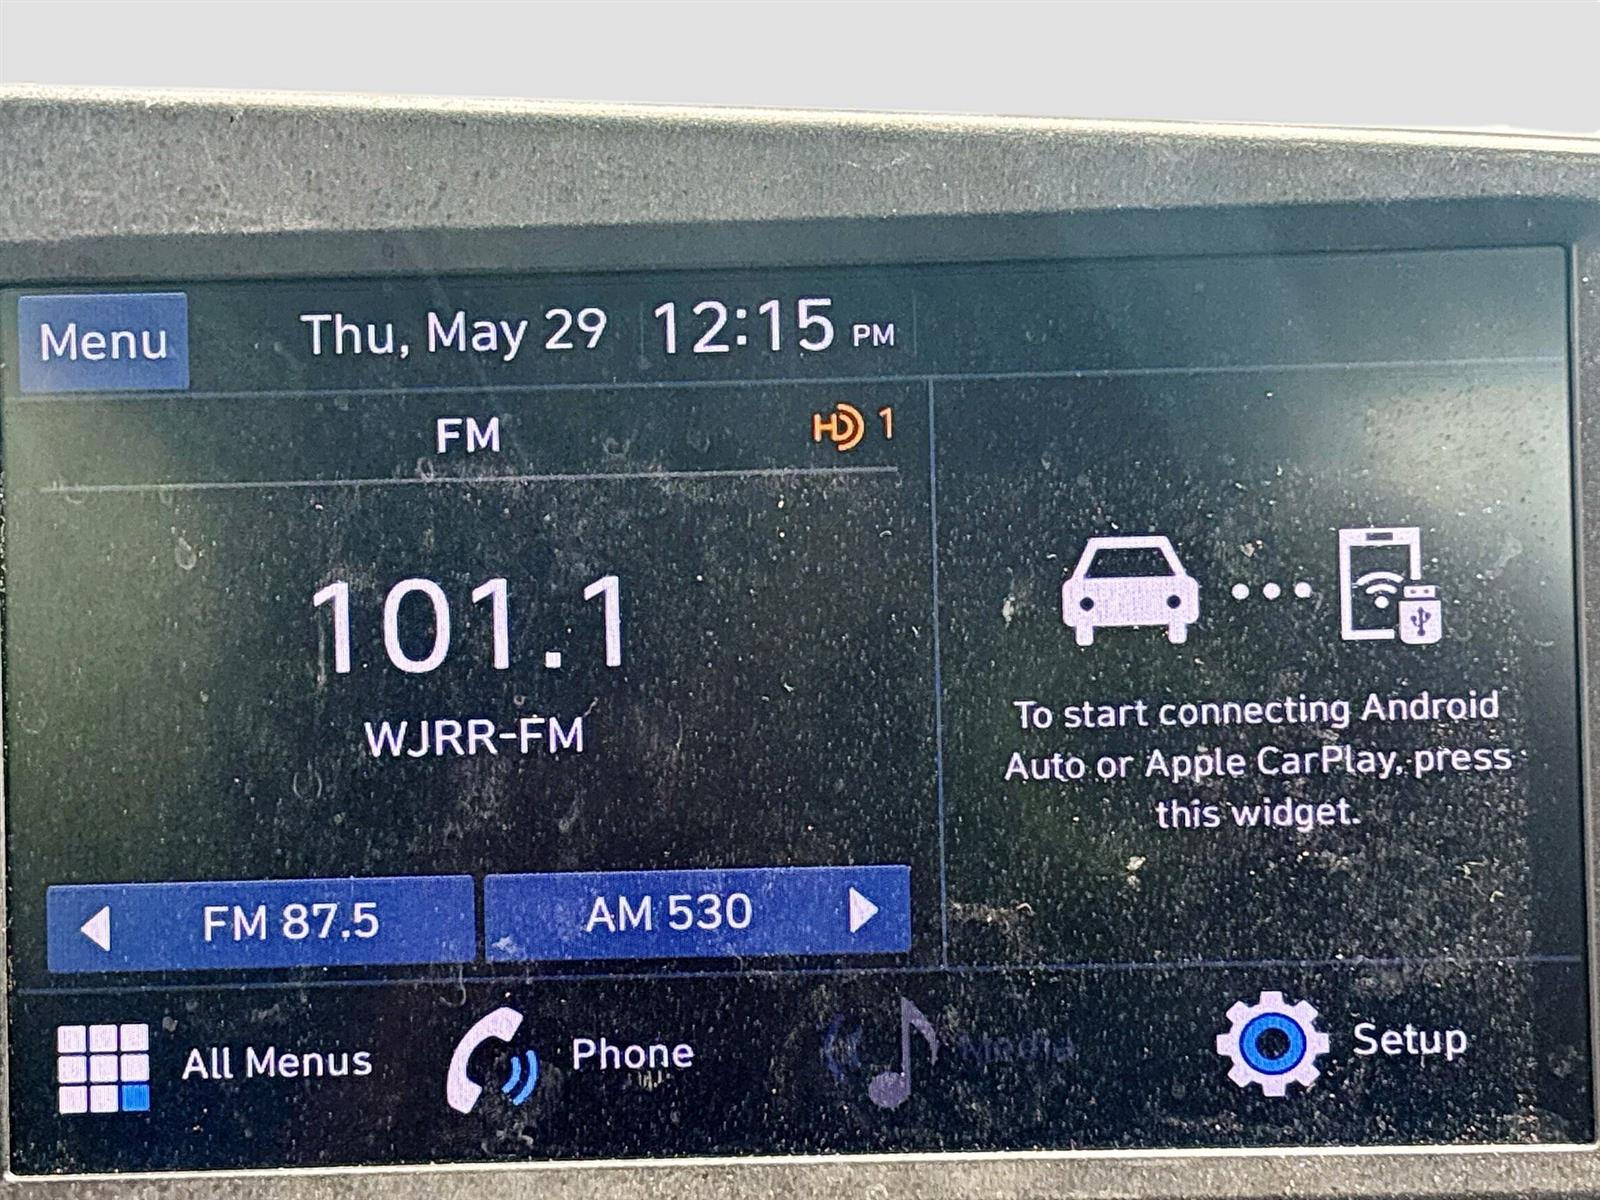 Menu
Thu, May 29 12:15 PM
FM
HD 1
101.1
WJRR-FM
To start connecting Android
Auto or Apple CarPlay, press
this widget.
FM 87.5
AM 530
All Menus
Phone
Media
Setup